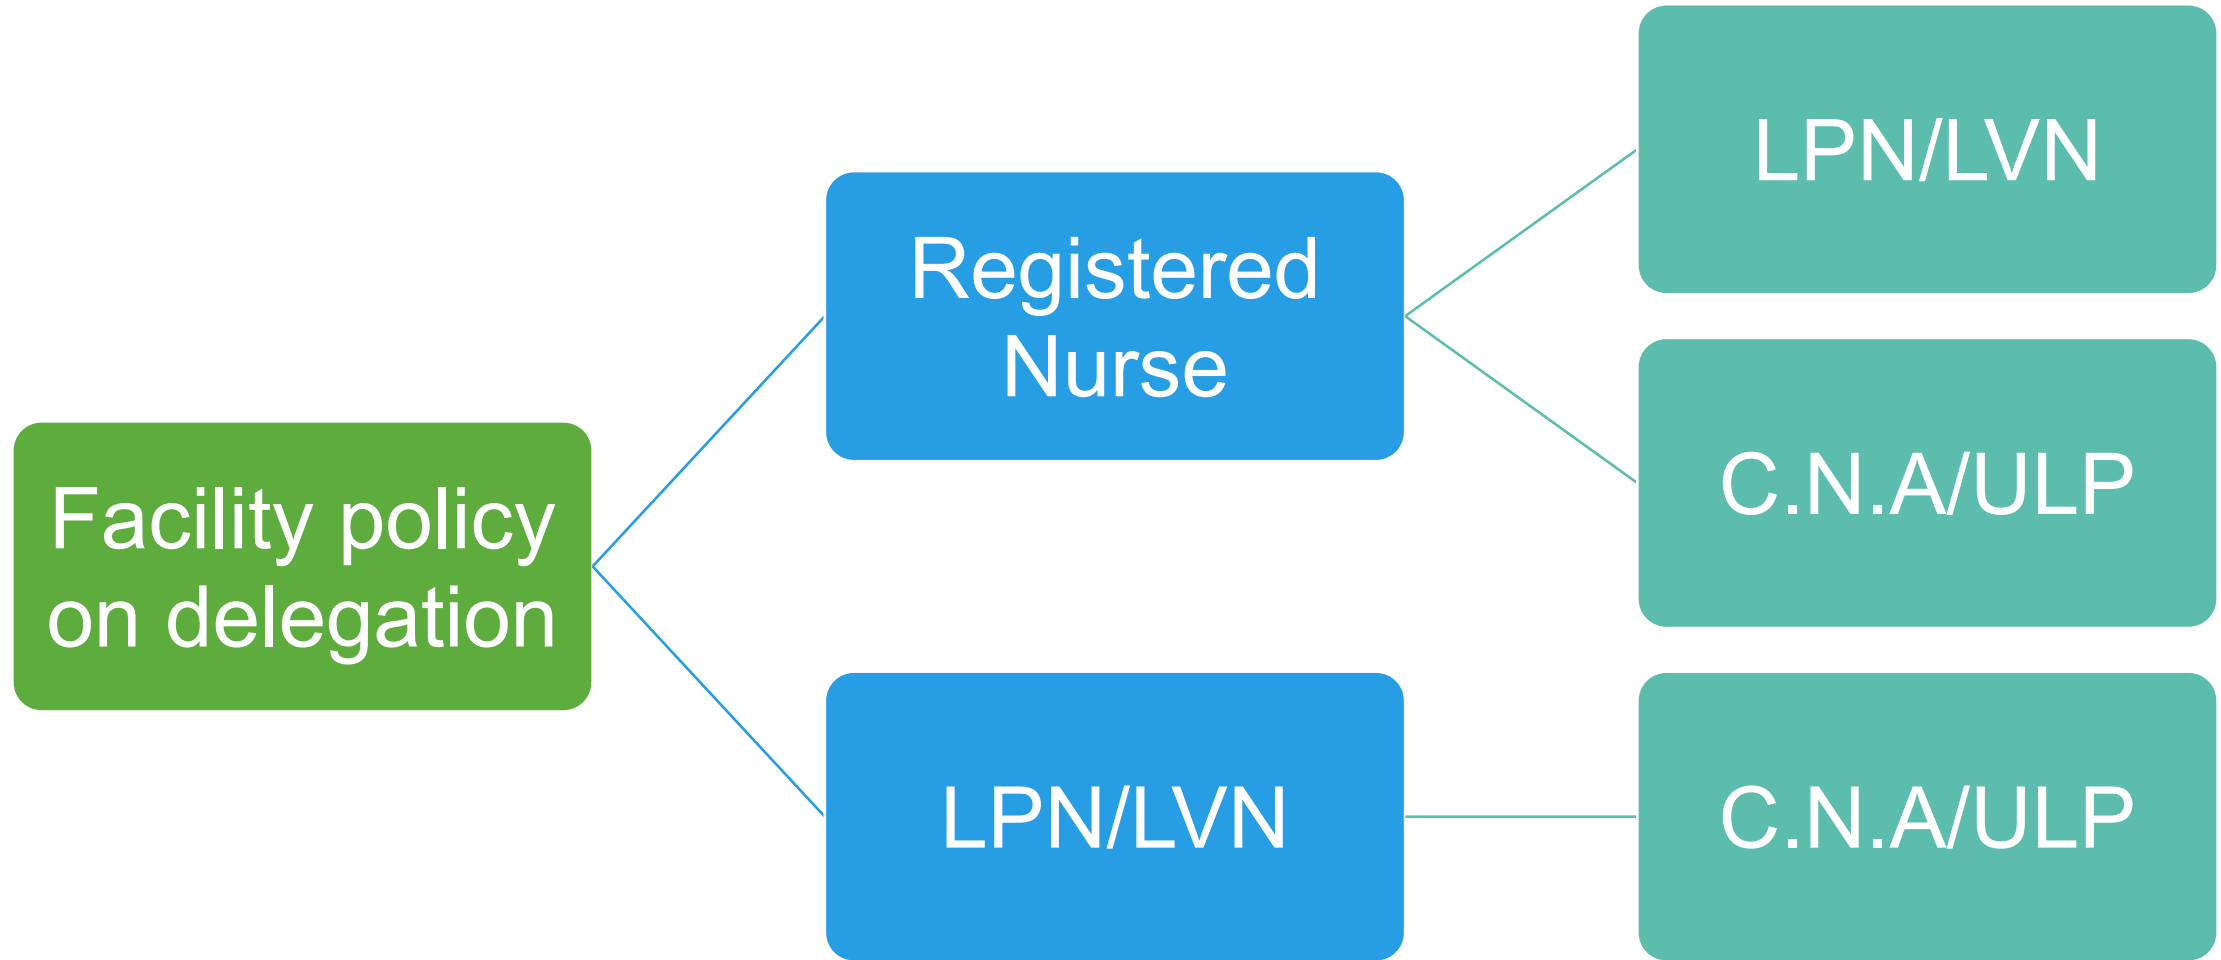 Facility policy
on delegation
Registered
Nurse
LPN/LVN
LPN/LVN
C.N.A/ULP
C.N.A/ULP